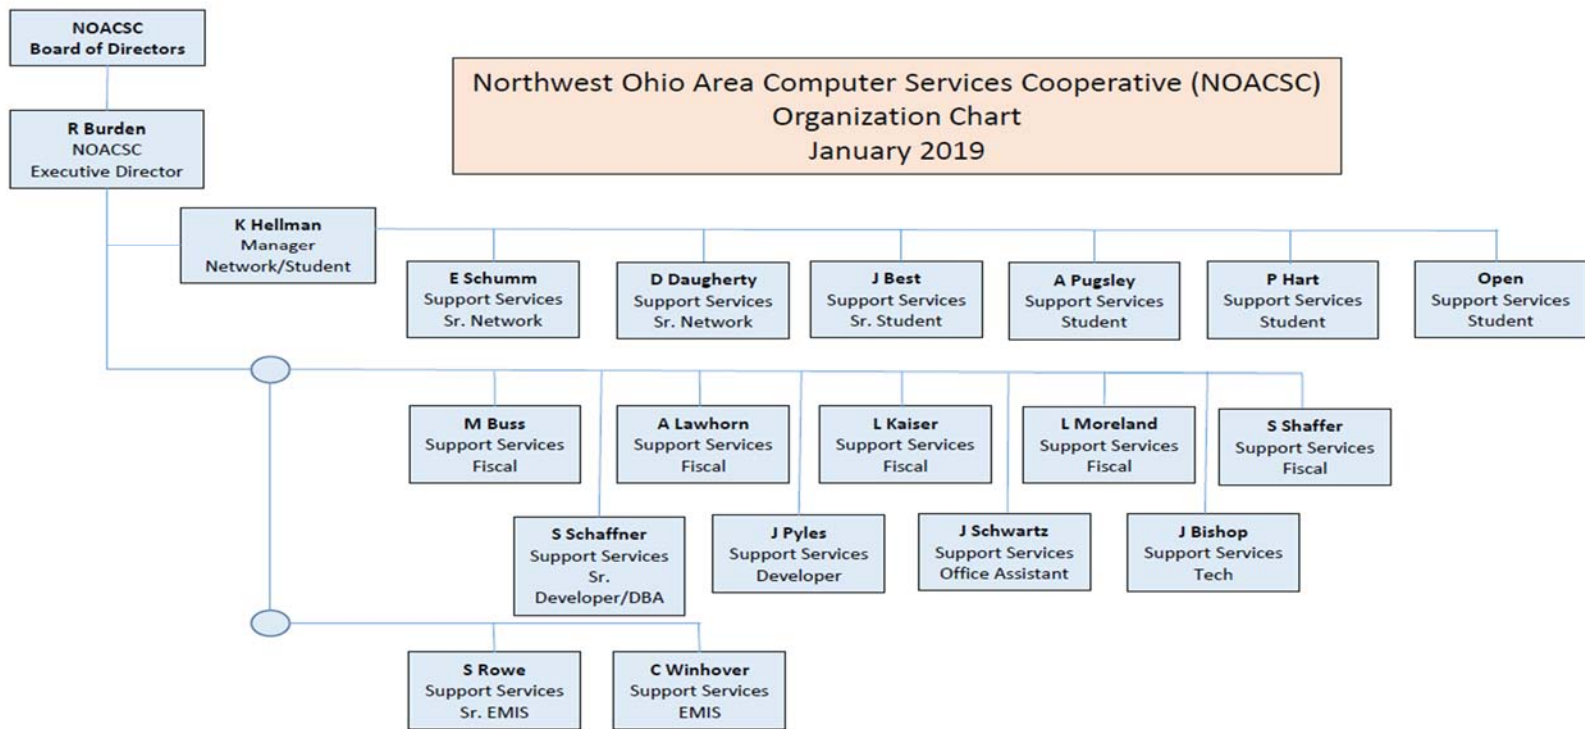 NOACSC
Board of Directors
Northwest Ohio Area Computer Services Cooperative (NOACSC)
Organization Chart
January 2019
R Burden
NOACSC
Executive Director
K Hellman
Manager
Network/Student
E Schumm
Support Services
Sr. Network
D Daugherty
Support Services
Sr. Network
J Best
Support Services
Sr. Student
A Pugsley
Support Services
Student
P Hart
Support Services
Student
Open
Support Services
Student
M Buss
Support Services
Fiscal
A Lawhorn
Support Services
Fiscal
L Kaiser
Support Services
Fiscal
L Moreland
Support Services
Fiscal
S Shaffer
Support Services
Fiscal
S Schaffner
Support Services
Sr.
Developer/DBA
J Pyles
Support Services
Developer
J Schwartz
Support Services
Office Assistant
J Bishop
Support Services
Tech
S Rowe
Support Services
Sr. EMIS
C Winhover
Support Services
EMIS